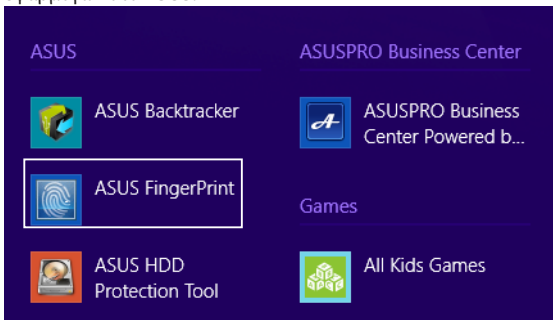 ASUS
ASUS Backtracker
ASUS FingerPrint
ASUS HDD
Protection Tool
ASUSPRO Business Center
ASUSPRO Business
Center Powered b...
Games
All Kids Games